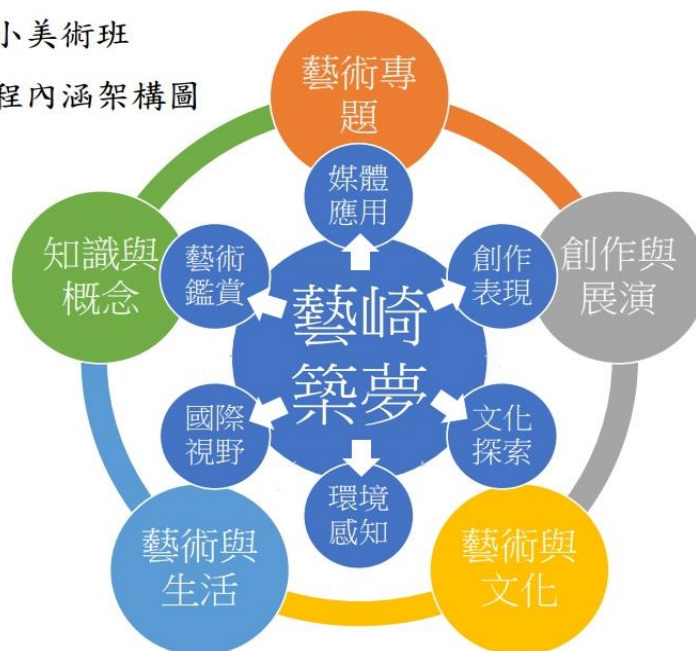 小美術班
程內涵架構圖
藝術專
題
媒體
應用
知識與
概念
藝術
鑑賞
創作
表現
創作與
展演
藝崎
築夢
國際
視野
文化
探索
環境
感知
藝術與
生活
藝術與
文化